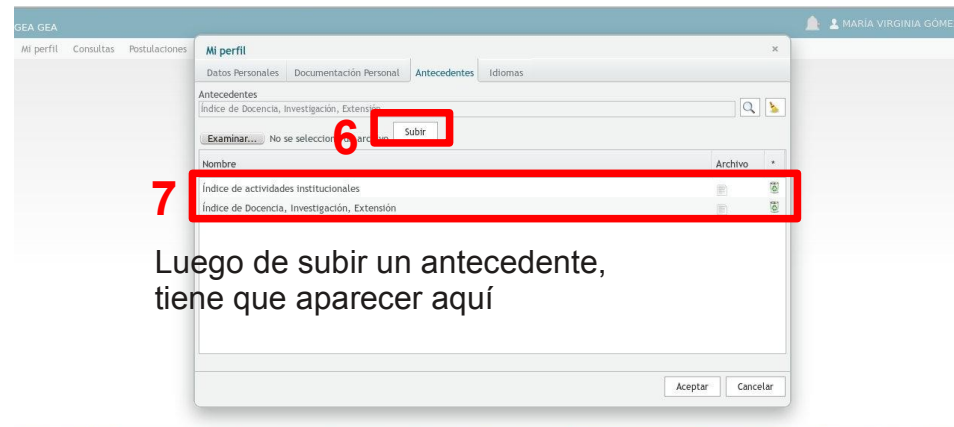 GEA GEA
MARÍA VIRGINIA GÓME
Mi perfil Consultas Postulaciones
Mi perfil ×
Datos Personales Documentación Personal Antecedentes Idiomas
Antecedentes
Índice de Docencia, Investigación, Extensión
6
Examinar... No se seleccionó archivo. Subir
Nombre Archivo *
7
Índice de actividades institucionales
Índice de Docencia, Investigación, Extensión
Luego de subir un antecedente,
tiene que aparecer aquí
Aceptar Cancelar